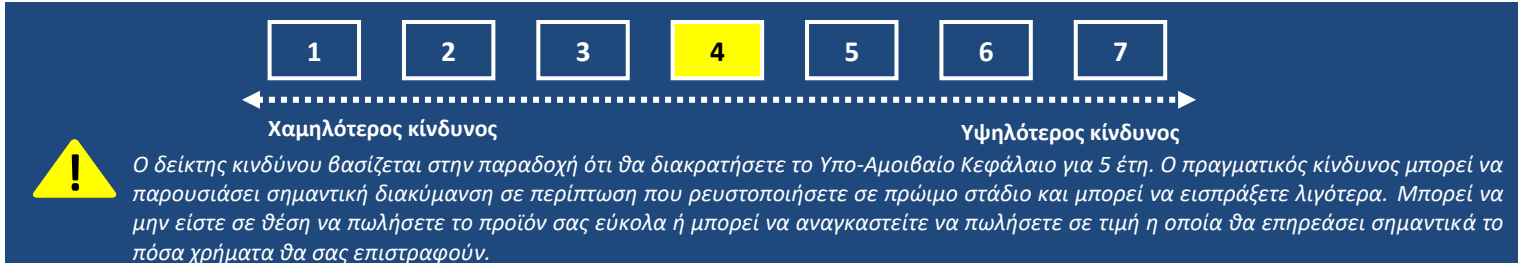 1 2 3 4 5 6 7
Χαμηλότερος κίνδυνος Υψηλότερος κίνδυνος
!
Ο δείκτης κινδύνου βασίζεται στην παραδοχή ότι θα διακρατήσετε το Υπο-Αμοιβαίο Κεφάλαιο για 5 έτη. Ο πραγματικός κίνδυνος μπορεί να
παρουσιάσει σημαντική διακύμανση σε περίπτωση που ρευστοποιήσετε σε πρώιμο στάδιο και μπορεί να εισπράξετε λιγότερα. Μπορεί να
μην είστε σε θέση να πωλήσετε το προϊόν σας εύκολα ή μπορεί να αναγκαστείτε να πωλήσετε σε τιμή η οποία θα επηρεάσει σημαντικά το
πόσα χρήματα θα σας επιστραφούν.